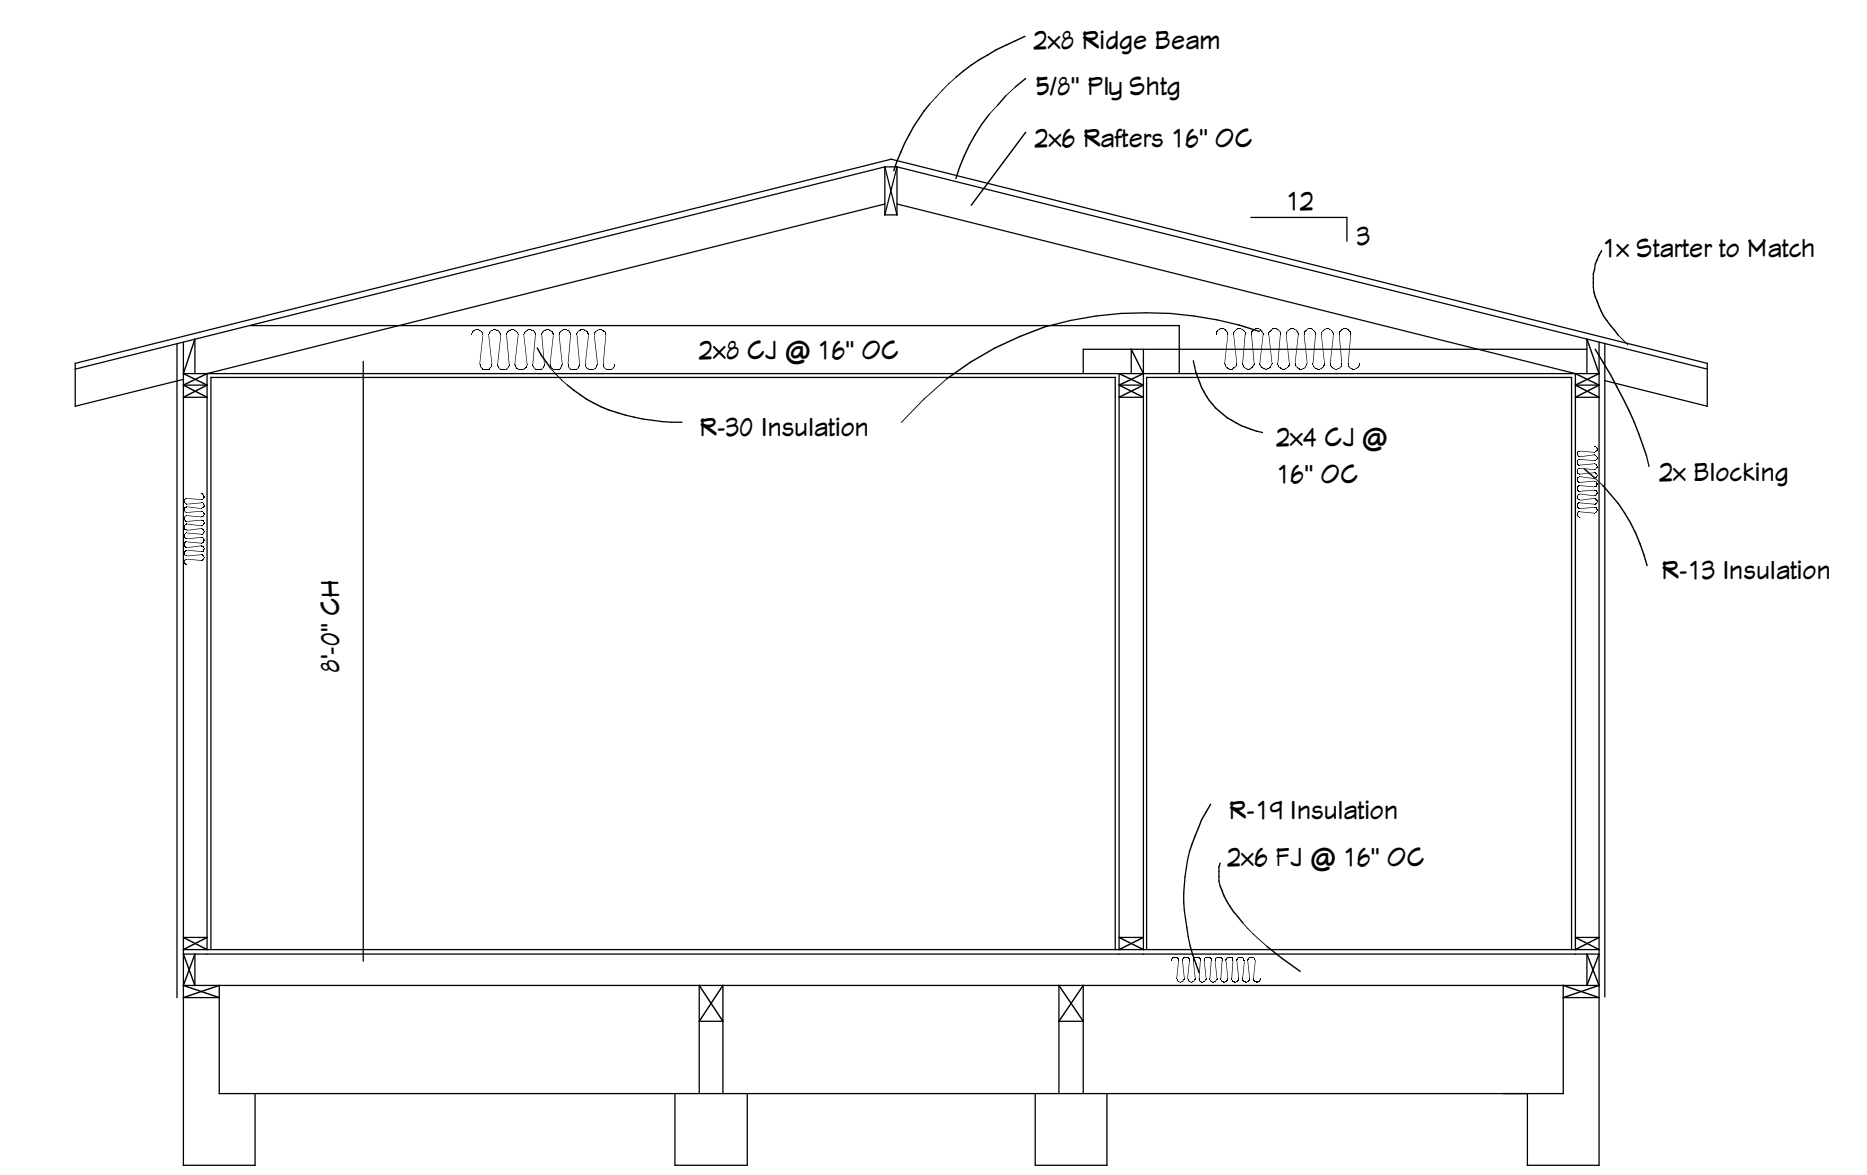 2x8 Ridge Beam
5/8" Ply Shtg
2x6 Rafters 16" OC
12
3
1x Starter to Match
2x8 CJ @ 16" OC
R-30 Insulation
2x4 CJ @
16" OC
2x Blocking
R-13 Insulation
8'-0" CH
R-19 Insulation
2x6 FJ @ 16" OC